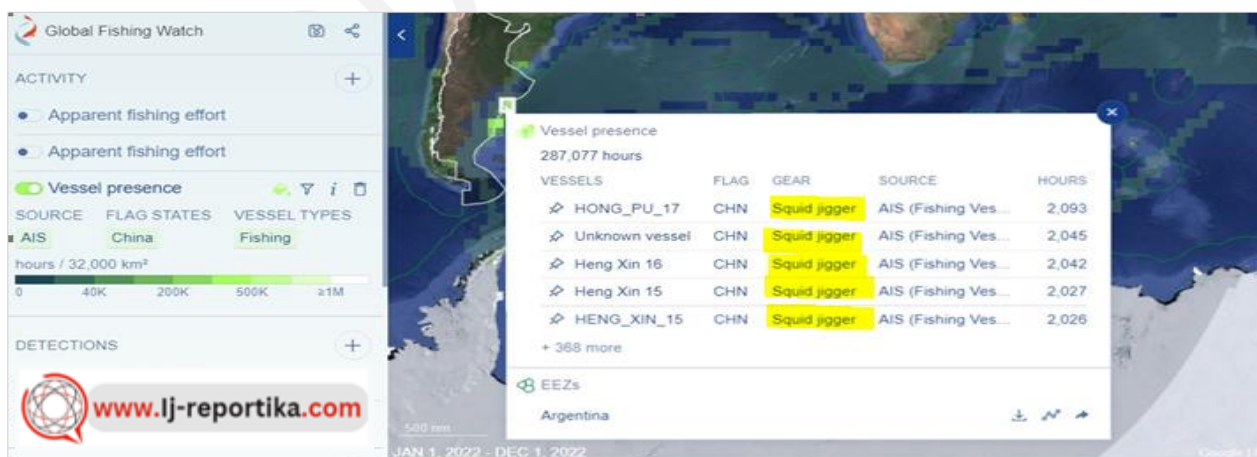 Global Fishing Watch
ACTIVITY
Apparent fishing effort
Apparent fishing effort
Vessel presence
SOURCE FLAG STATES VESSEL TYPES
AIS China Fishing
hours / 32,000 km²
0 40K 200K 500K ≥1M
DETECTIONS
www.Ij-reportika.com
Vessel presence
287,077 hours
VESSELS FLAG GEAR SOURCE HOURS
HONG_PU_17 CHN Squid jigger AIS (Fishing Ves... 2,093
Unknown vessel CHN Squid jigger AIS (Fishing Ves... 2,045
Heng Xin 16 CHN Squid jigger AIS (Fishing Ves... 2,042
Heng Xin 15 CHN Squid jigger AIS (Fishing Ves... 2,027
HENG_XIN_15 CHN Squid jigger AIS (Fishing Ves... 2,026
+ 368 more
EEZs
Argentina
500 nm
JAN 1, 2022 - DEC 1, 2022
Google